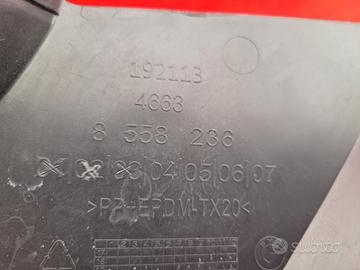 192113
4663
8 558 236
04|05|06|07
>PP-EPDM-TX20<
subito